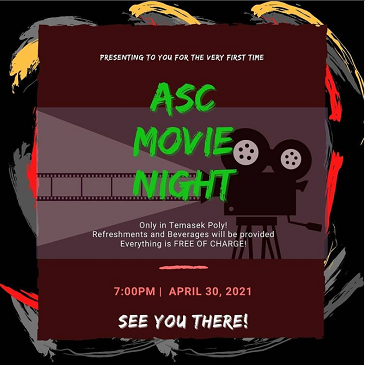 PRESENTING TO YOU FOR THE VERY FIRST TIME
ASC
MOVIE
NIGHT
Only in Temasek Poly!
Refreshments and Beverages will be provided
Everything is FREE OF CHARGE!
7:00PM | APRIL 30, 2021
SEE YOU THERE!